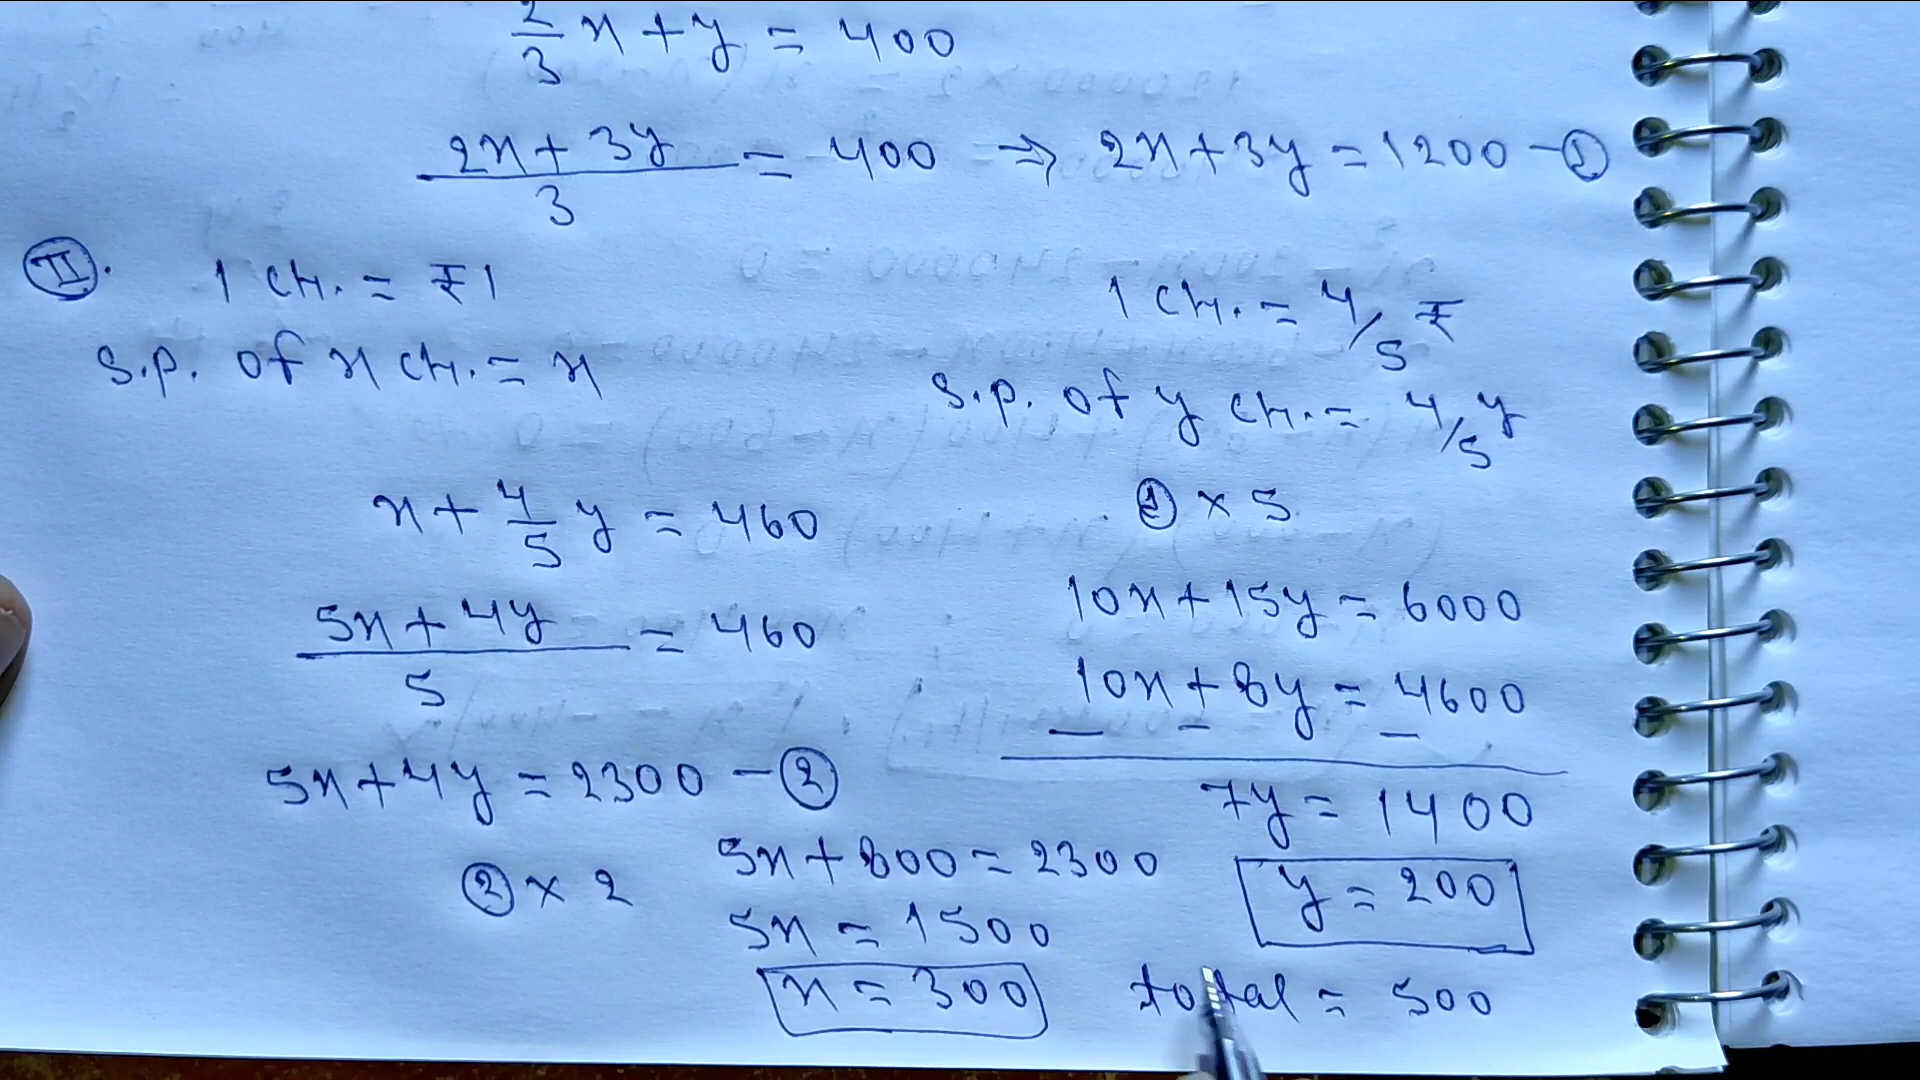 2/3 x + y = 400
(2x + 3y)/3 = 400 ⇒ 2x + 3y = 1200 — ①
Ⅱ.
1 ch. = ₹1
s.p. of x ch. = x
1 ch. = 4/5 ₹
s.p. of y ch. = 4/5 y
x + 4/5 y = 460
(5x + 4y)/5 = 460
5x + 4y = 2300 — ②
② × 2
① × 5
10x + 15y = 6000
10x + 8y = 4600
— — —
7y = 1400
y = 200
5x + 800 = 2300
5x = 1500
x = 300
total = 500